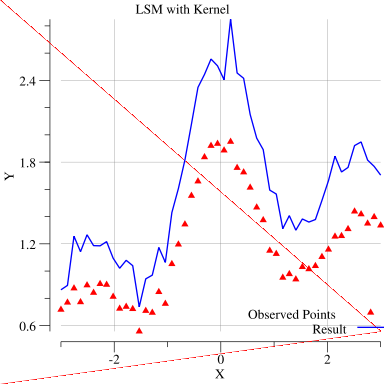 LSM with Kernel
2.4
1.8
1.2
0.6
Y
-2
0
2
X
Observed Points
Result